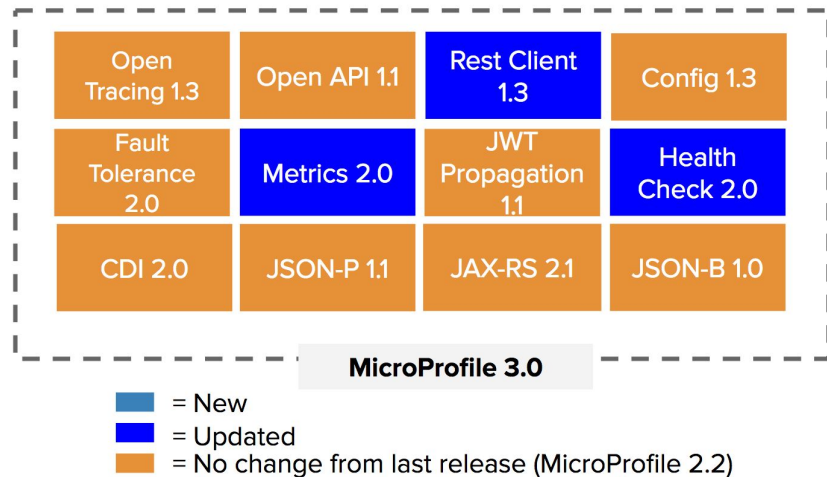 Open
Tracing 1.3
Open API 1.1
Rest Client
1.3
Config 1.3
Fault
Tolerance
2.0
Metrics 2.0
JWT
Propagation
1.1
Health
Check 2.0
CDI 2.0
JSON-P 1.1
JAX-RS 2.1
JSON-B 1.0
MicroProfile 3.0
= New
= Updated
= No change from last release (MicroProfile 2.2)